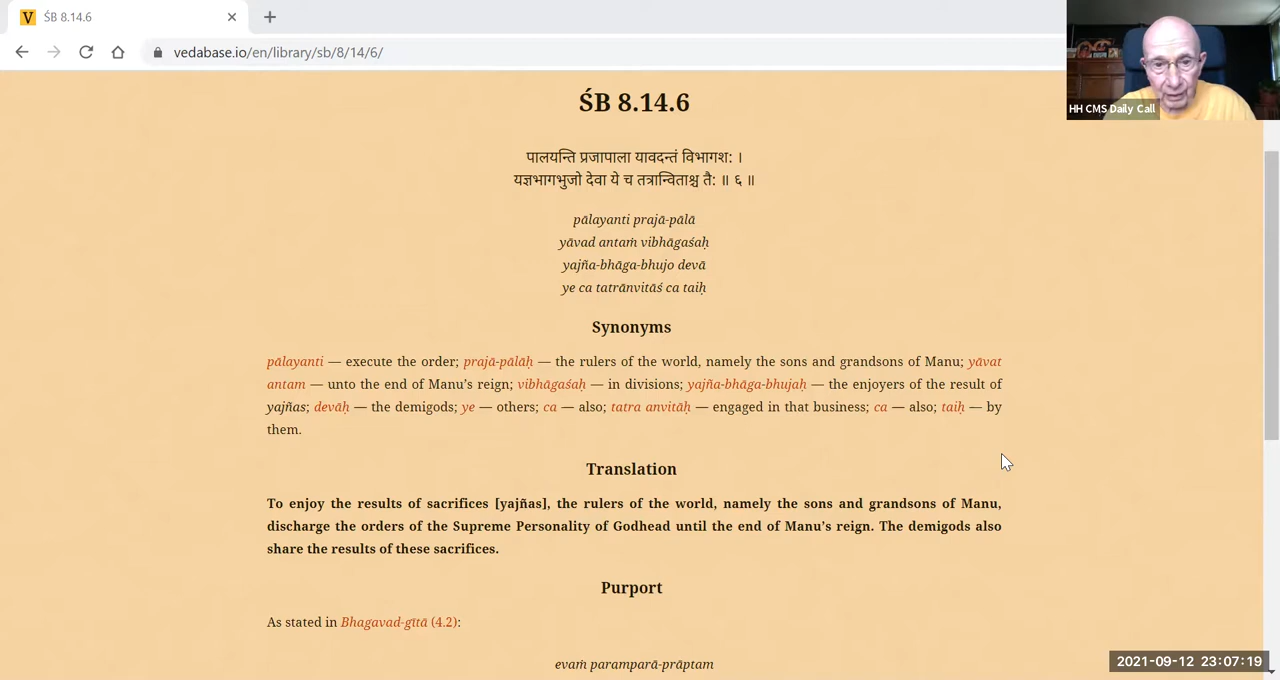 ŚB 8.14.6
vedabase.io/en/library/sb/8/14/6/
HH CMS Daily Call
ŚB 8.14.6
पालयन्ति प्रजापाला यावदन्तं विभागश: ।
यज्ञभागभुजो देवा ये च तत्रान्विताश्च तै: ॥ ६ ॥
pālayanti prajā-pālā
yāvad antaṁ vibhāgaśaḥ
yajña-bhāga-bhujo devā
ye ca tatrānvitāś ca taiḥ
Synonyms
pālayanti — execute the order; prajā-pālāḥ — the rulers of the world, namely the sons and grandsons of Manu; yāvat
antam — unto the end of Manu’s reign; vibhāgaśaḥ — in divisions; yajña-bhāga-bhujaḥ — the enjoyers of the result of
yajñas; devāḥ — the demigods; ye — others; ca — also; tatra anvitāḥ — engaged in that business; ca — also; taiḥ — by
them.
Translation
To enjoy the results of sacrifices [yajñas], the rulers of the world, namely the sons and grandsons of Manu,
discharge the orders of the Supreme Personality of Godhead until the end of Manu’s reign. The demigods also
share the results of these sacrifices.
Purport
As stated in Bhagavad-gītā (4.2):
evaṁ paramparā-prāptam
2021-09-12 23:07:19